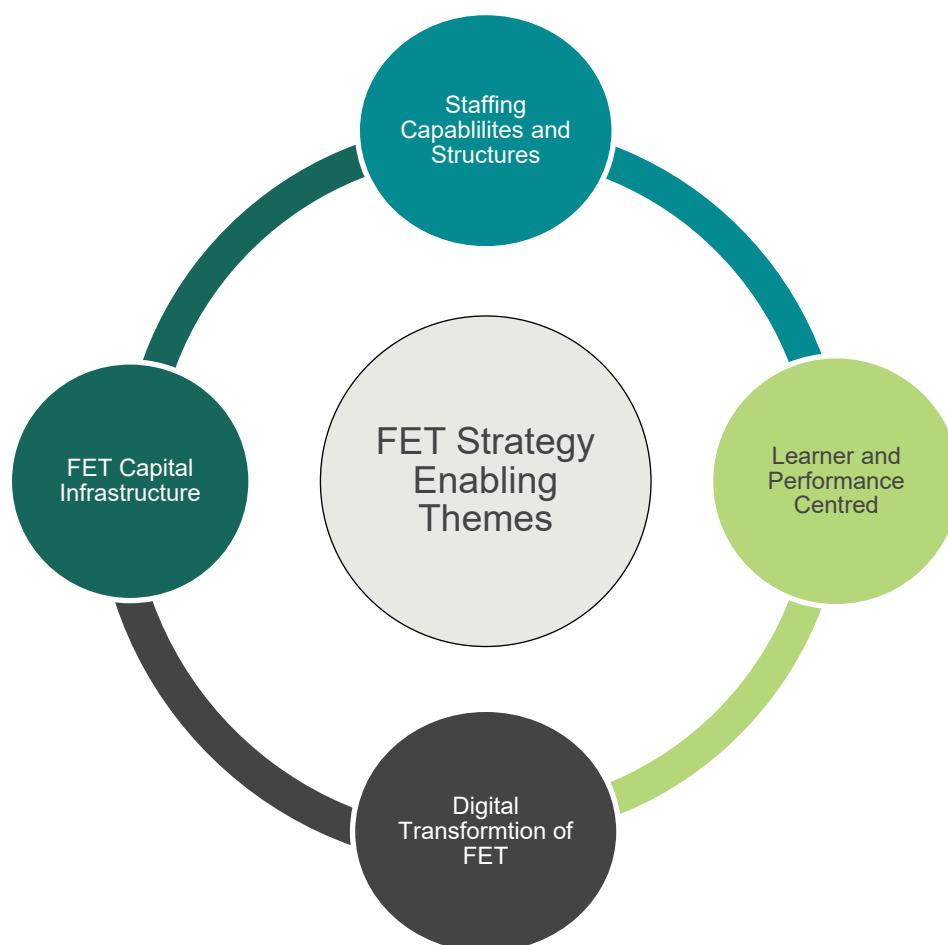 Staffing
Capablilites and
Structures
FET Strategy
Enabling
Themes
FET Capital
Infrastructure
Learner and
Performance
Centred
Digital
Transformtion of
FET